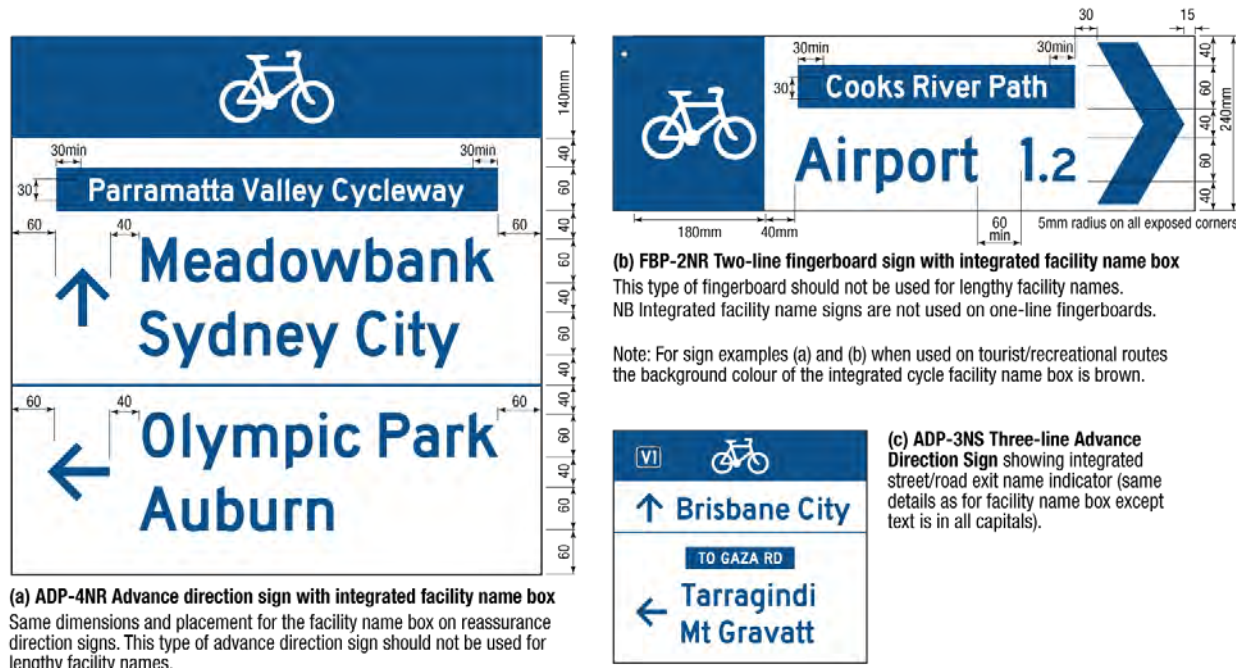 140mm
30min
30min
30
Parramatta Valley Cycleway
40
60
40
60
40
60
60
40
60
Meadowbank
Sydney City
40
60
40
60
40
60
Olympic Park
Auburn
40
60
40
60
60
(a) ADP-4NR Advance direction sign with integrated facility name box
Same dimensions and placement for the facility name box on reassurance
direction signs. This type of advance direction sign should not be used for
lengthy facility names.
30
15
30min
30min
30
Cooks River Path
Airport 1.2
40
60
40
60
40
240mm
180mm
40mm
60
min
5mm radius on all exposed corners
(b) FBP-2NR Two-line fingerboard sign with integrated facility name box
This type of fingerboard should not be used for lengthy facility names.
NB Integrated facility name signs are not used on one-line fingerboards.
Note: For sign examples (a) and (b) when used on tourist/recreational routes
the background colour of the integrated cycle facility name box is brown.
V1
Brisbane City
TO GAZA RD
Tarragindi
Mt Gravatt
(c) ADP-3NS Three-line Advance
Direction Sign showing integrated
street/road exit name indicator (same
details as for facility name box except
text is in all capitals).